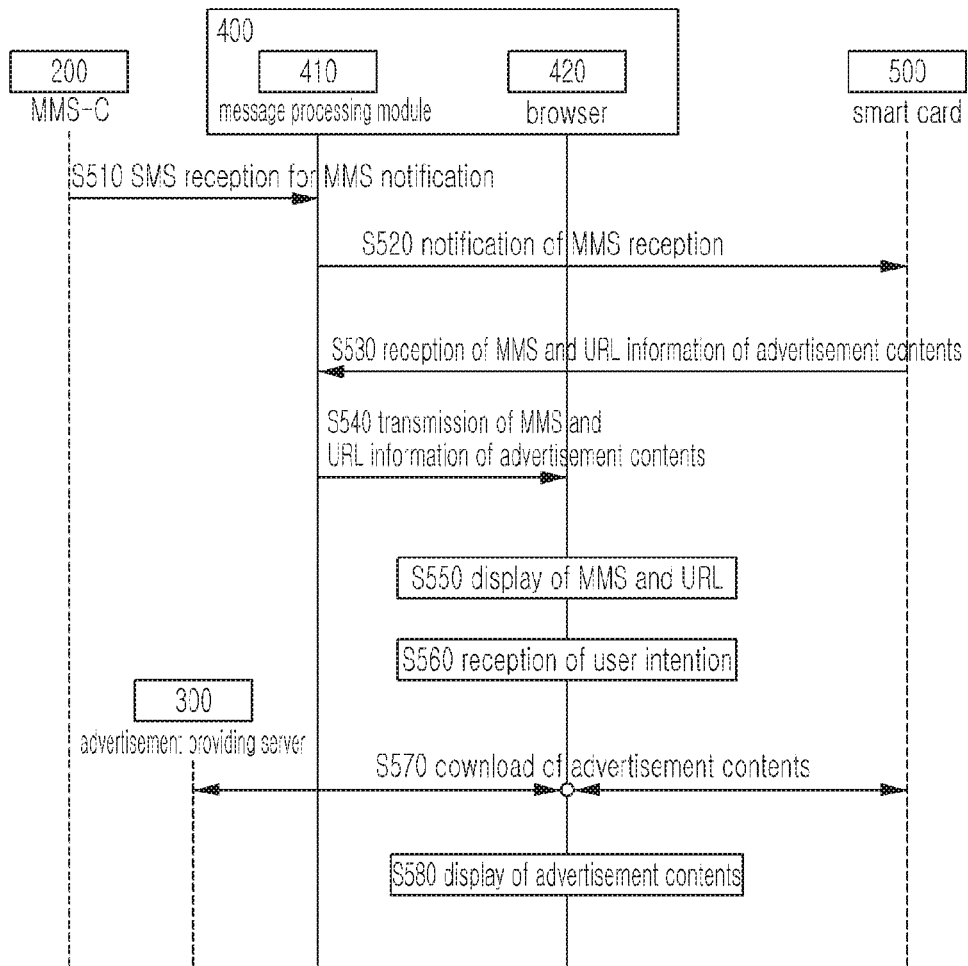 400
200
410
420
500
MMS-C
message processing module
browser
smart card
S510 SMS reception for MMS notification
S520 notification of MMS reception
S530 reception of MMS and URL information of advertisement contents
S540 transmission of MMS and
URL information of advertisement contents
S550 display of MMS and URL
S560 reception of user intention
300
advertisement providing server
S570 cownload of advertisement contents
S580 display of advertisement contents